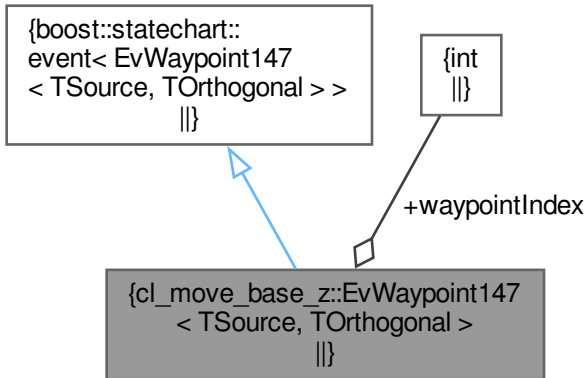 {boost::statechart::
event< EvWaypoint147
< TSource, TOrthogonal > >
||}
{int
||}
+waypointIndex
{cl_move_base_z::EvWaypoint147
< TSource, TOrthogonal >
||}